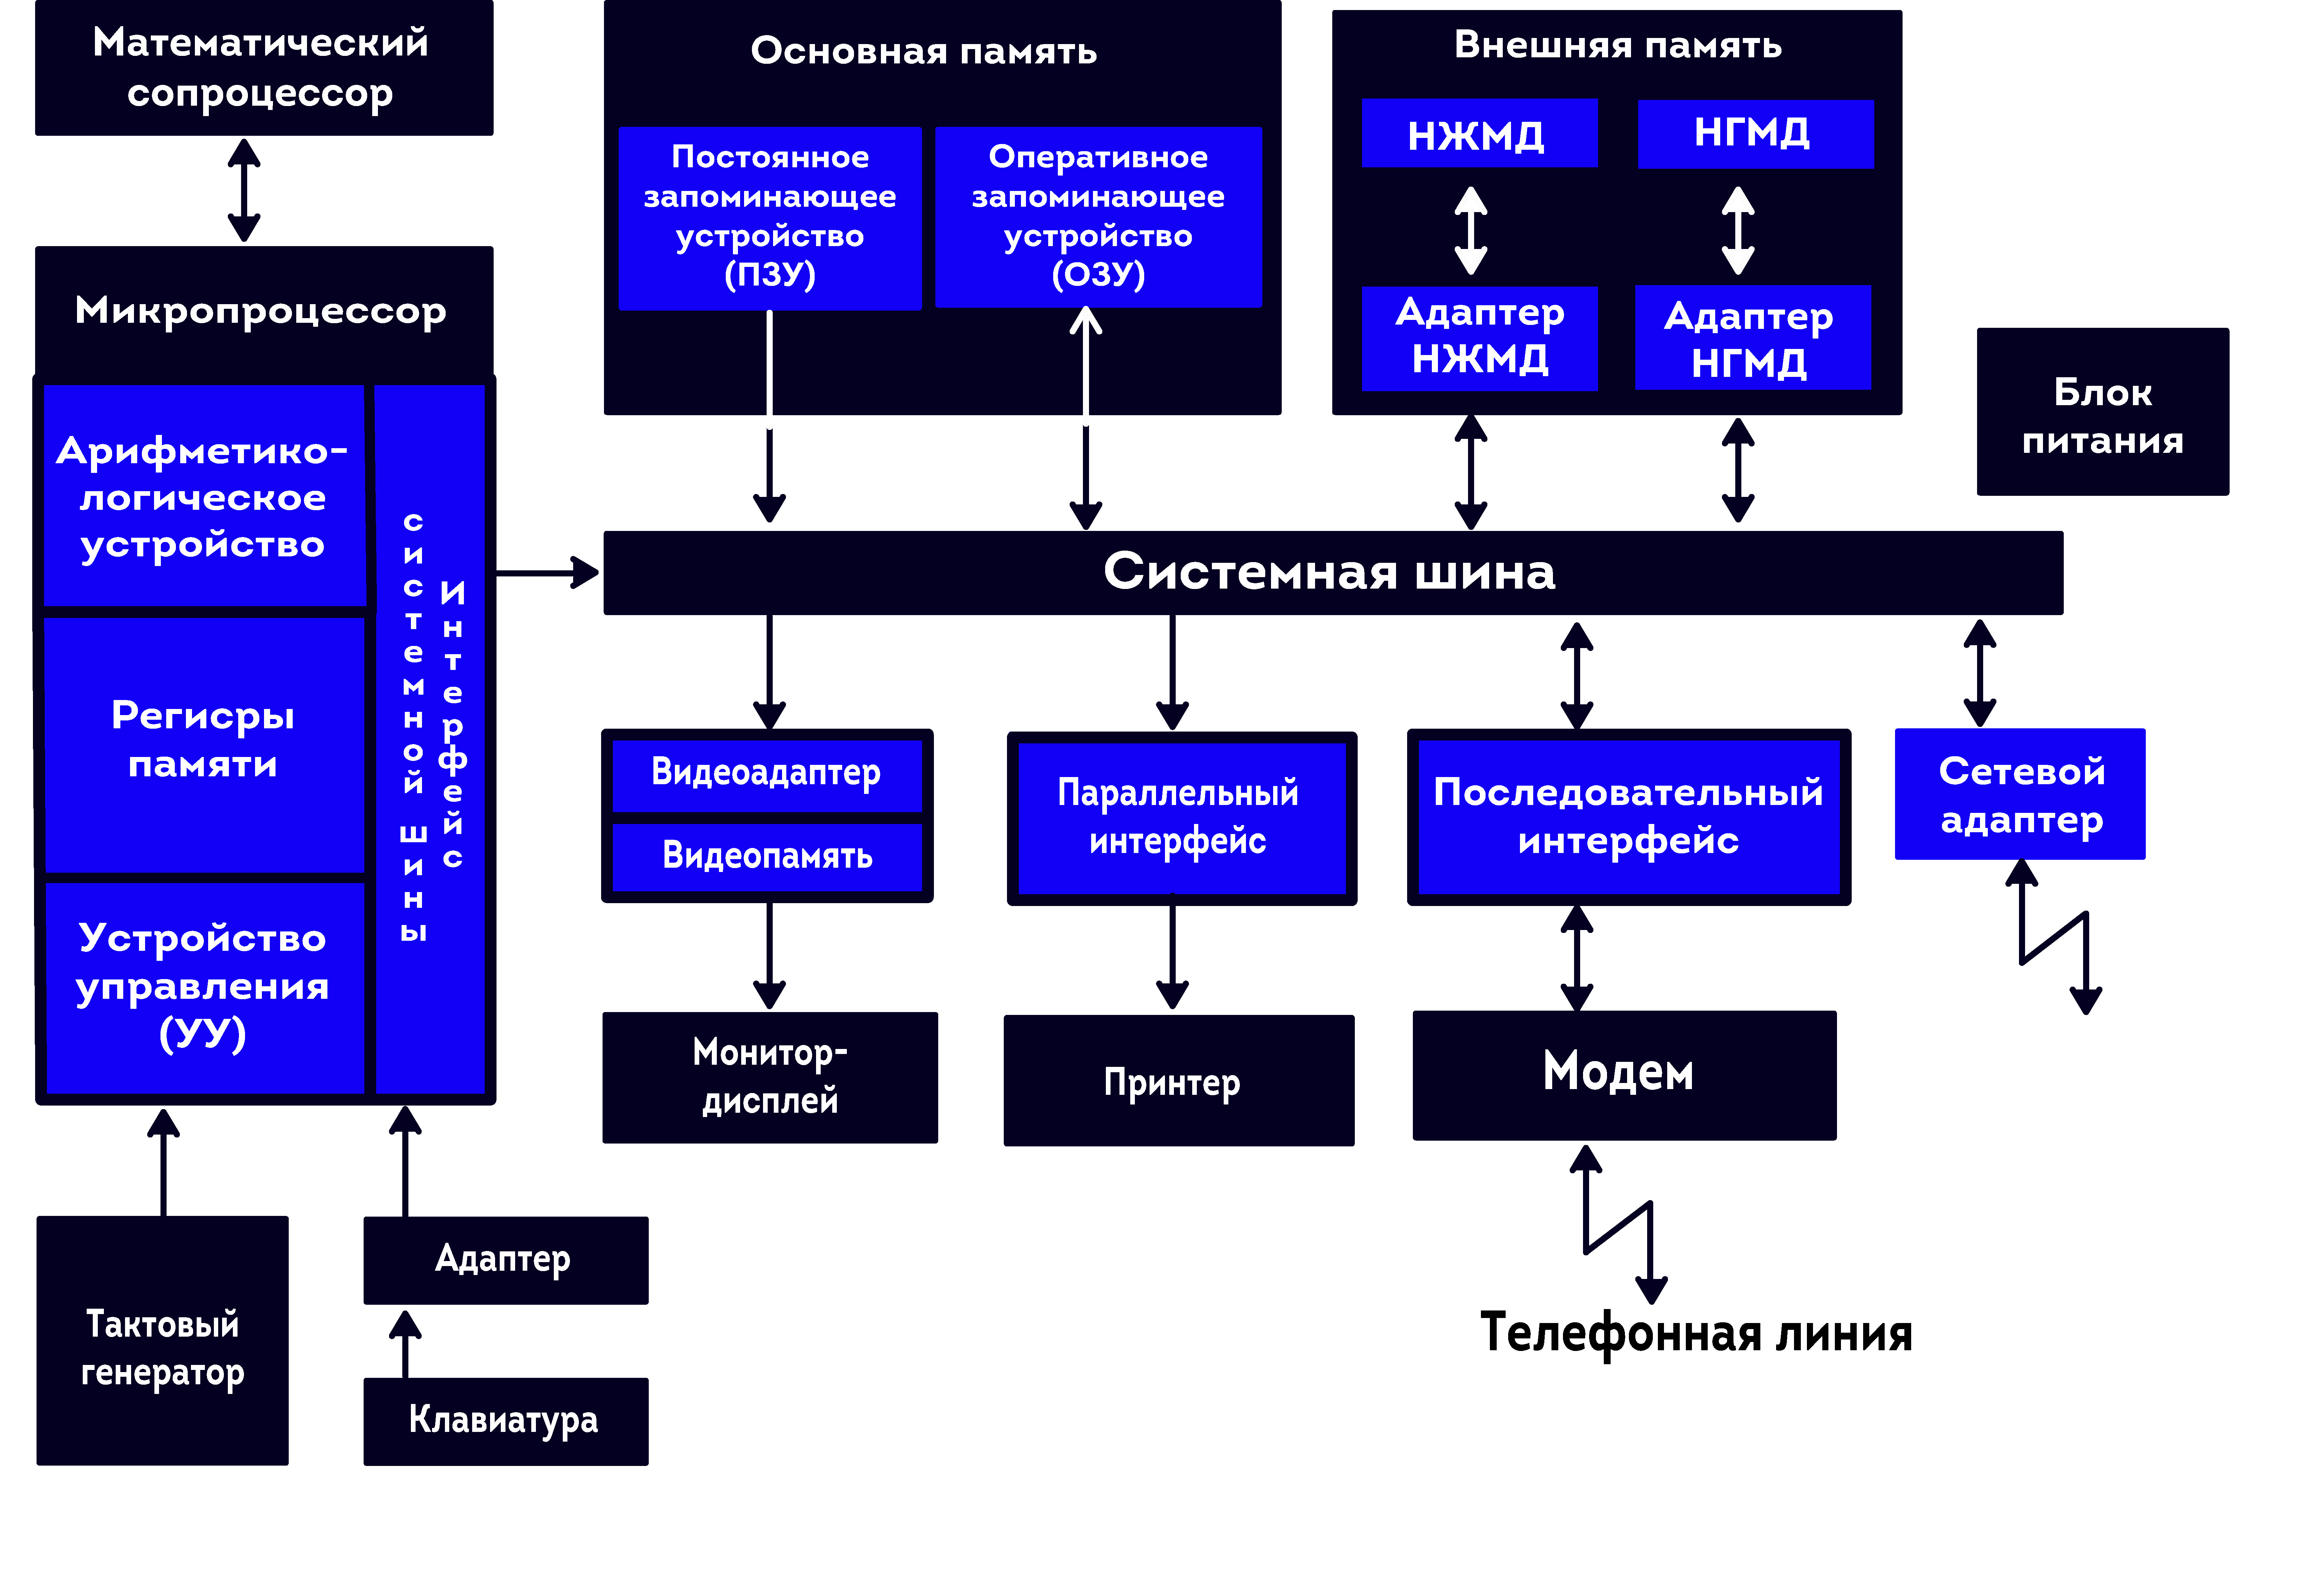 Математический
сопроцессор
Основная память
Внешняя память
Постоянное
запоминающее
устройство
(ПЗУ)
Оперативное
запоминающее
устройство
(ОЗУ)
НЖМД
НГМД
Адаптер
НЖМД
Адаптер
НГМД
Блок
питания
Микропроцессор
Арифметико-
логическое
устройство
Регисры
памяти
Устройство
управления
(УУ)
Интерфейс
системной шины
Системная шина
Видеоадаптер
Видеопамять
Параллельный
интерфейс
Последовательный
интерфейс
Сетевой
адаптер
Монитор-
дисплей
Принтер
Модем
Тактовый
генератор
Адаптер
Клавиатура
Телефонная линия